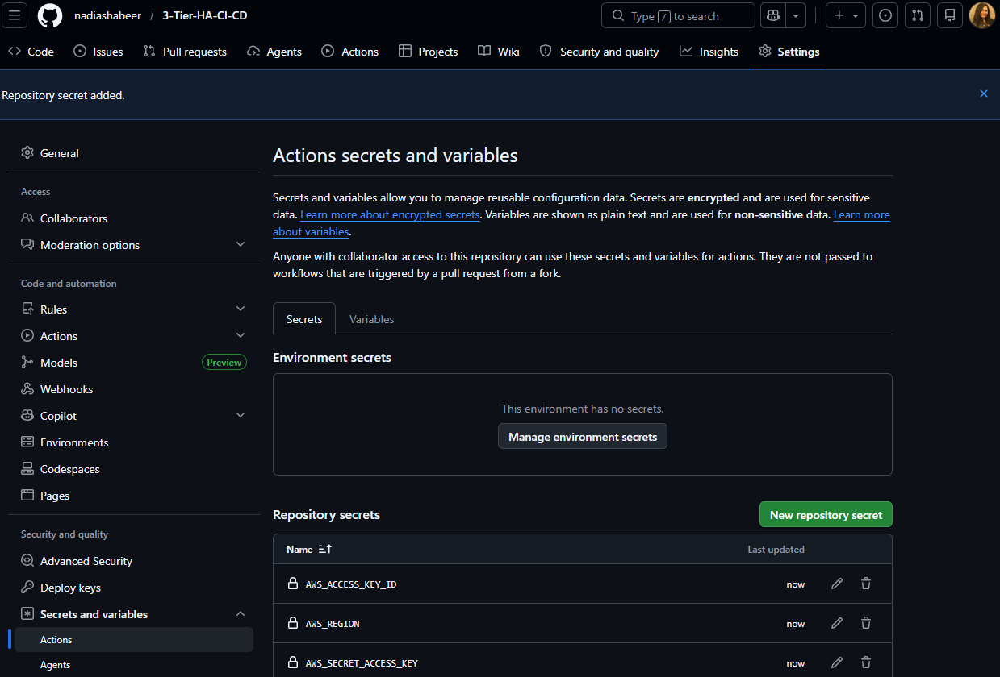 nadiashabeer / 3-Tier-HA-CI-CD
Type / to search
Code Issues Pull requests Agents Actions Projects Wiki Security and quality Insights Settings
Repository secret added.
General
Access
Collaborators
Moderation options
Code and automation
Rules
Actions
Models Preview
Webhooks
Copilot
Environments
Codespaces
Pages
Security and quality
Advanced Security
Deploy keys
Secrets and variables
Actions
Agents
Actions secrets and variables
Secrets and variables allow you to manage reusable configuration data. Secrets are encrypted and are used for sensitive
data. Learn more about encrypted secrets. Variables are shown as plain text and are used for non-sensitive data. Learn more
about variables.
Anyone with collaborator access to this repository can use these secrets and variables for actions. They are not passed to
workflows that are triggered by a pull request from a fork.
Secrets Variables
Environment secrets
This environment has no secrets.
Manage environment secrets
Repository secrets New repository secret
Name Last updated
AWS_ACCESS_KEY_ID now
AWS_REGION now
AWS_SECRET_ACCESS_KEY now